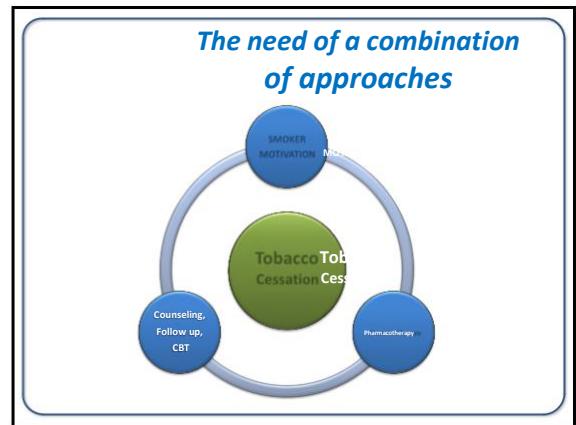 The need of a combination
of approaches
SMOKER
MOTIVATION
Tobacco
Cessation
Counseling,
Follow up,
CBT
Pharmacotherapy